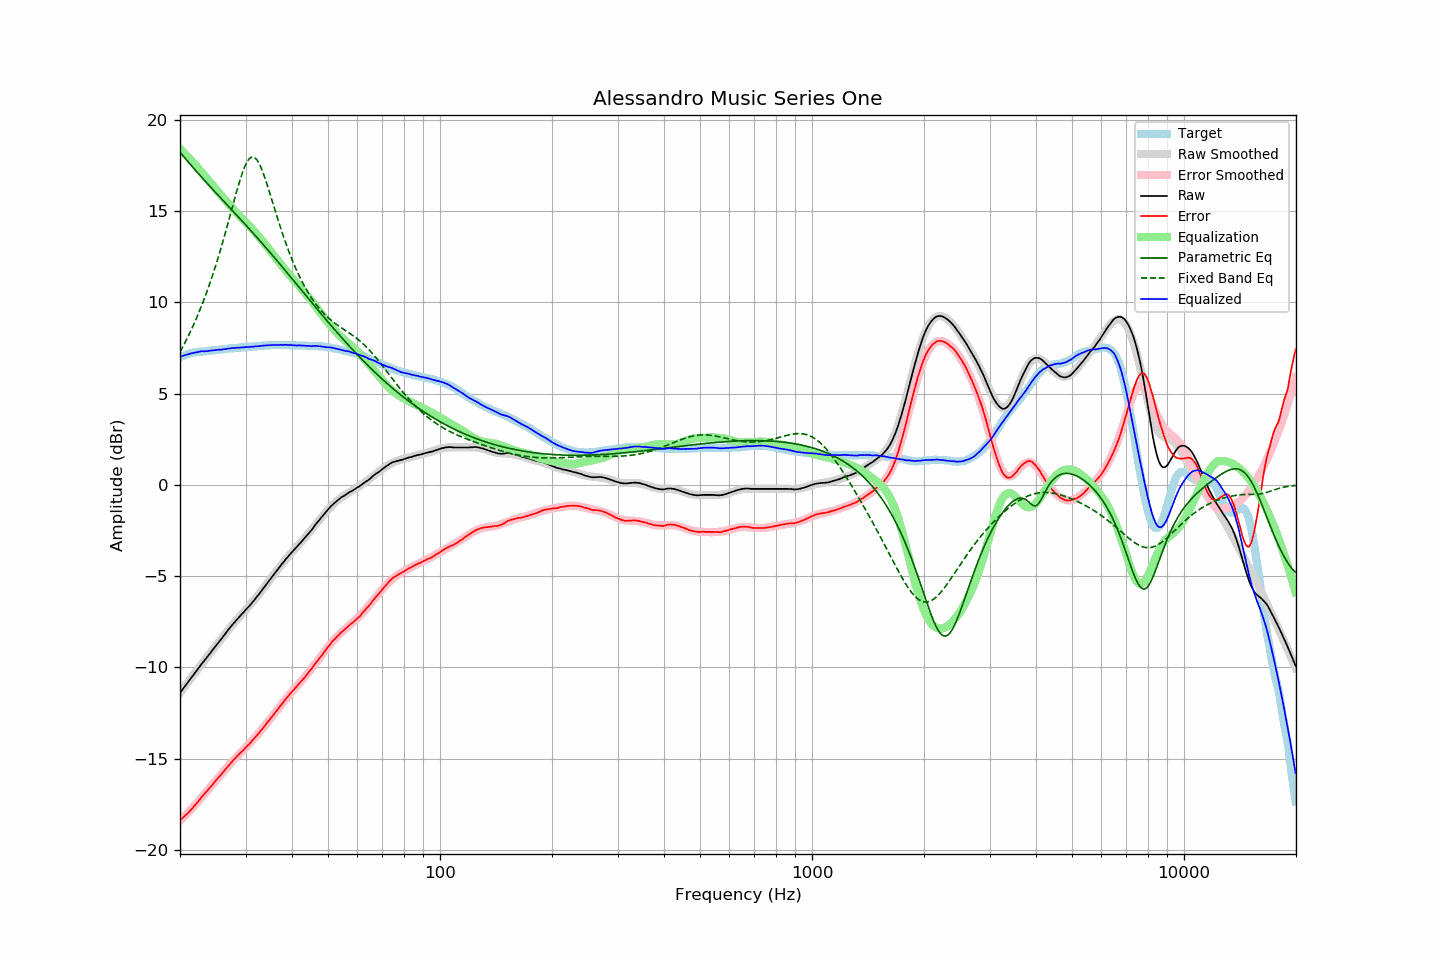 Alessandro Music Series One
20
15
10
5
0
−5
−10
−15
−20
Amplitude (dBr)
Target
Raw Smoothed
Error Smoothed
Raw
Error
Equalization
Parametric Eq
Fixed Band Eq
Equalized
100
1000
10000
Frequency (Hz)